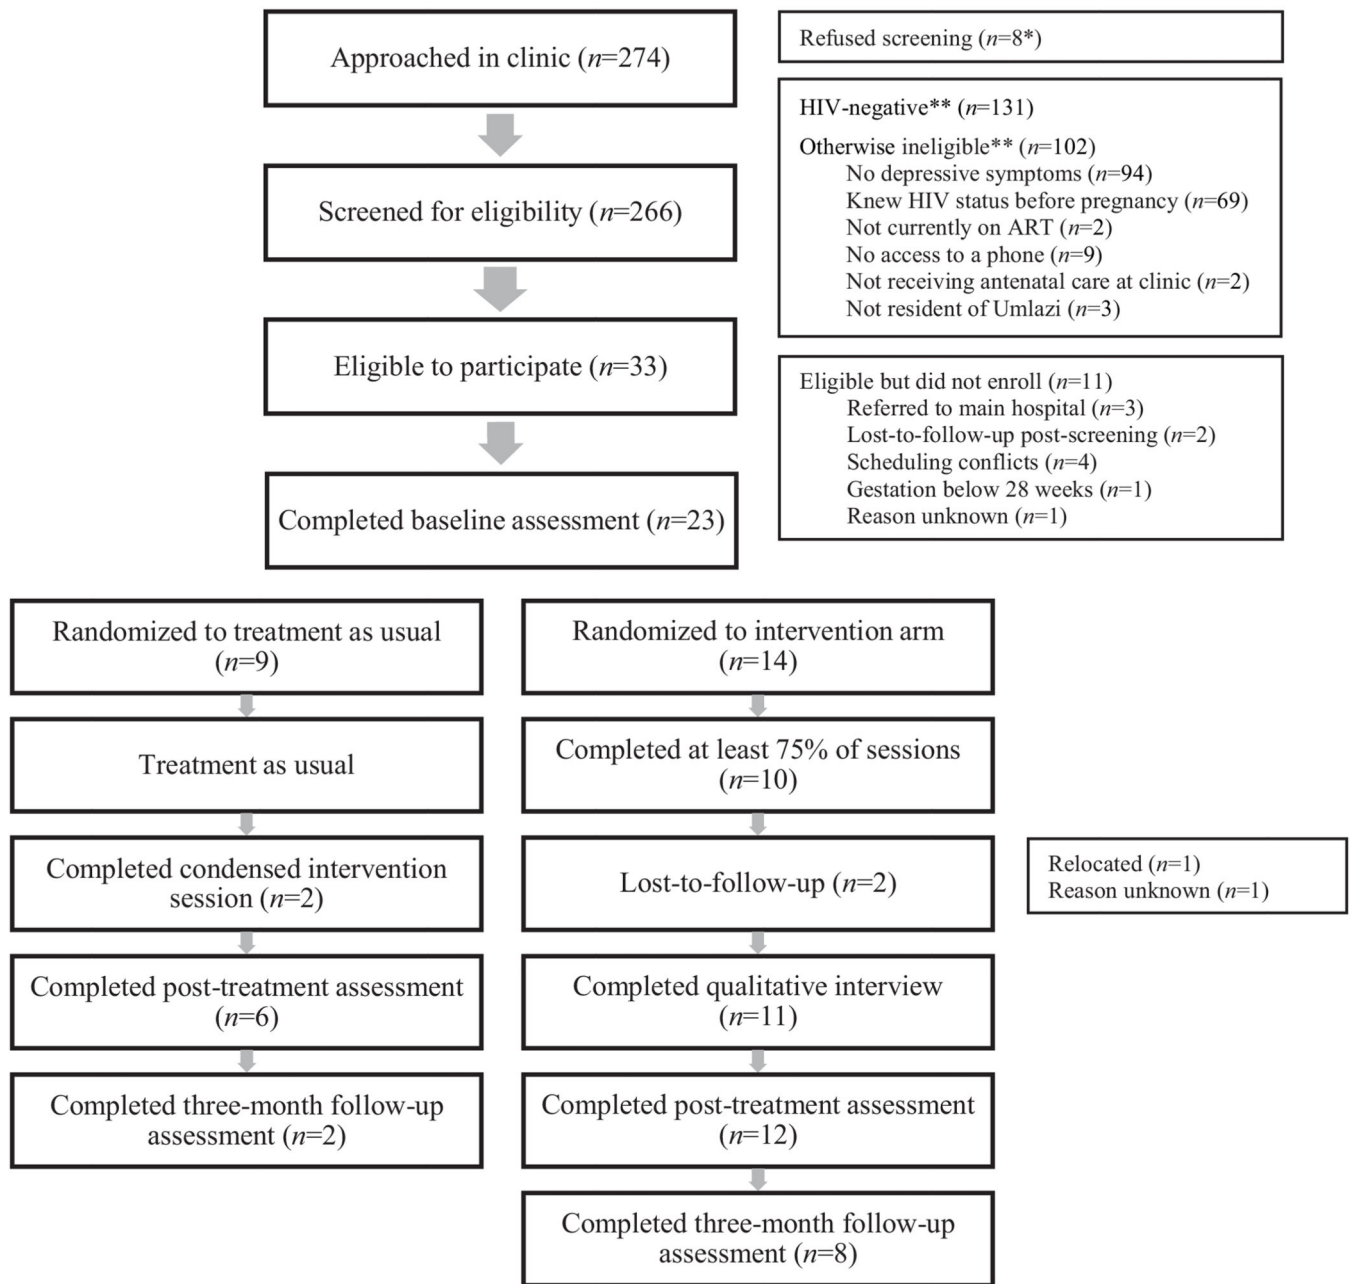 Approached in clinic (n=274)
Refused screening (n=8*)
HIV-negative** (n=131)
Otherwise ineligible** (n=102)
No depressive symptoms (n=94)
Knew HIV status before pregnancy (n=69)
Not currently on ART (n=2)
No access to a phone (n=9)
Not receiving antenatal care at clinic (n=2)
Not resident of Umlazi (n=3)
Screened for eligibility (n=266)
Eligible to participate (n=33)
Eligible but did not enroll (n=11)
Referred to main hospital (n=3)
Lost-to-follow-up post-screening (n=2)
Scheduling conflicts (n=4)
Gestation below 28 weeks (n=1)
Reason unknown (n=1)
Completed baseline assessment (n=23)
Randomized to treatment as usual
(n=9)
Treatment as usual
Completed condensed intervention
session (n=2)
Completed post-treatment assessment
(n=6)
Completed three-month follow-up
assessment (n=2)
Randomized to intervention arm
(n=14)
Completed at least 75% of sessions
(n=10)
Lost-to-follow-up (n=2)
Relocated (n=1)
Reason unknown (n=1)
Completed qualitative interview
(n=11)
Completed post-treatment assessment
(n=12)
Completed three-month follow-up
assessment (n=8)